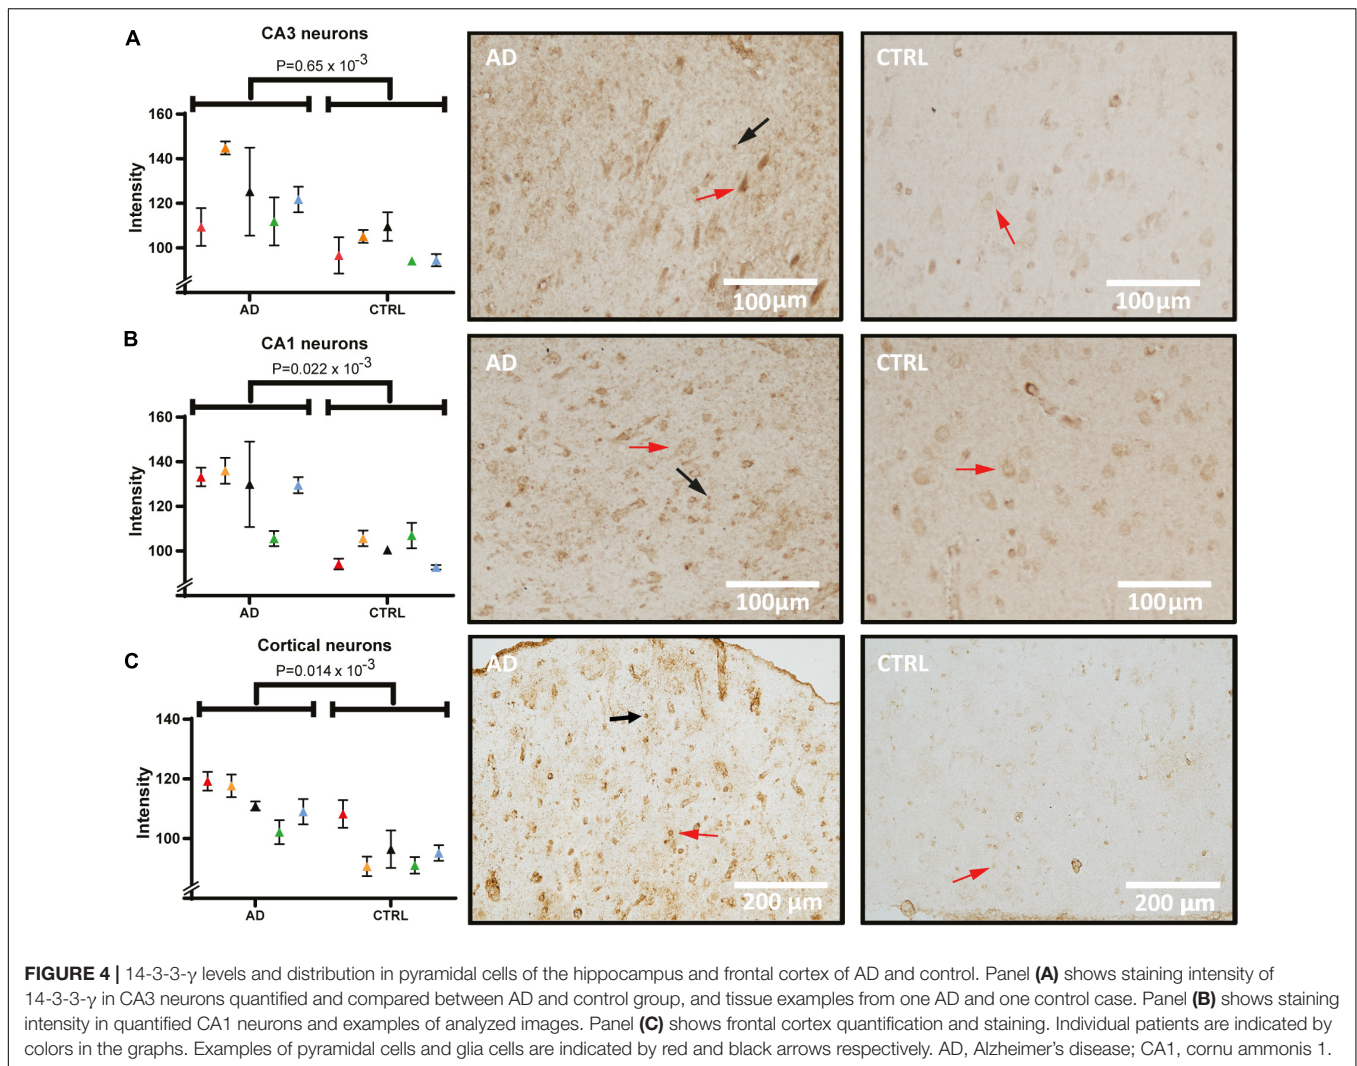 A
CA3 neurons
P=0.65 x 10-3
Intensity
160
140
120
100
AD
CTRL
AD
100µm
CTRL
100µm
B
CA1 neurons
P=0.022 x 10-3
Intensity
160
140
120
100
AD
CTRL
AD
100µm
CTRL
100µm
C
Cortical neurons
P=0.014 x 10-3
Intensity
140
120
100
AD
CTRL
AD
200 µm
CTRL
200 µm
FIGURE 4 | 14-3-3-γ levels and distribution in pyramidal cells of the hippocampus and frontal cortex of AD and control. Panel (A) shows staining intensity of
14-3-3-γ in CA3 neurons quantified and compared between AD and control group, and tissue examples from one AD and one control case. Panel (B) shows staining
intensity in quantified CA1 neurons and examples of analyzed images. Panel (C) shows frontal cortex quantification and staining. Individual patients are indicated by
colors in the graphs. Examples of pyramidal cells and glia cells are indicated by red and black arrows respectively. AD, Alzheimer's disease; CA1, cornu ammonis 1.